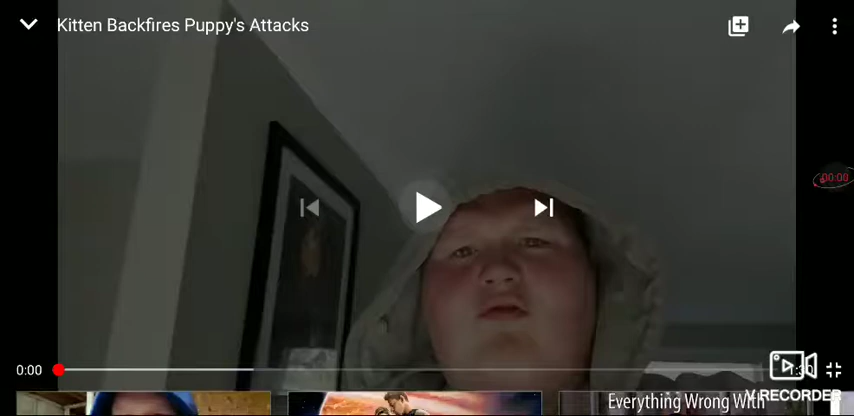 Kitten Backfires Puppy's Attacks
00:00
0:00
Everything Wrong With
V RECORDER